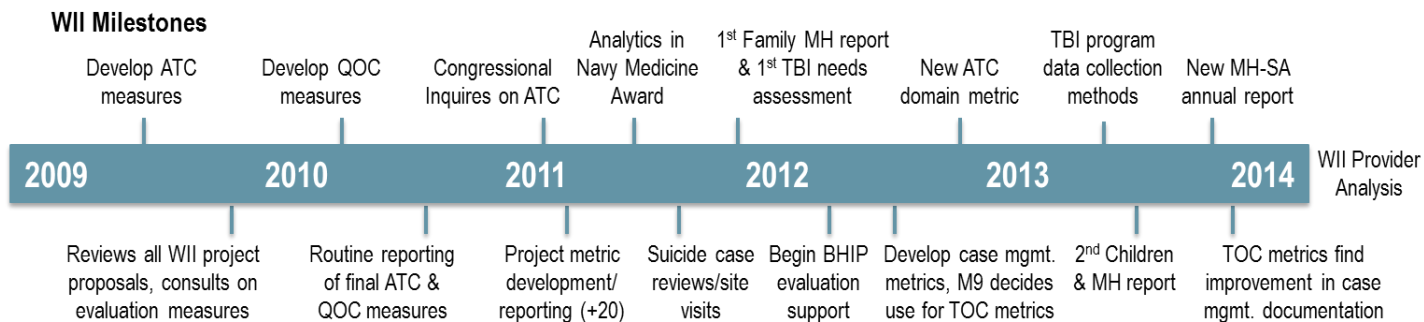 WII Milestones
Develop ATC
measures
Develop QOC
measures
Congressional
Inquires on ATC
Analytics in
Navy Medicine
Award
1st Family MH report
& 1st TBI needs
assessment
New ATC
domain metric
TBI program
data collection
methods
New MH-SA
annual report
2009
2010
2011
2012
2013
2014
WII Provider
Analysis
Reviews all WII project
proposals, consults on
evaluation measures
Routine reporting
of final ATC &
QOC measures
Project metric
development/
reporting (+20)
Suicide case
reviews/site
visits
Begin BHIP
evaluation
support
Develop case mgmt.
metrics, M9 decides
use for TOC metrics
2nd Children
& MH report
TOC metrics find
improvement in case
mgmt. documentation